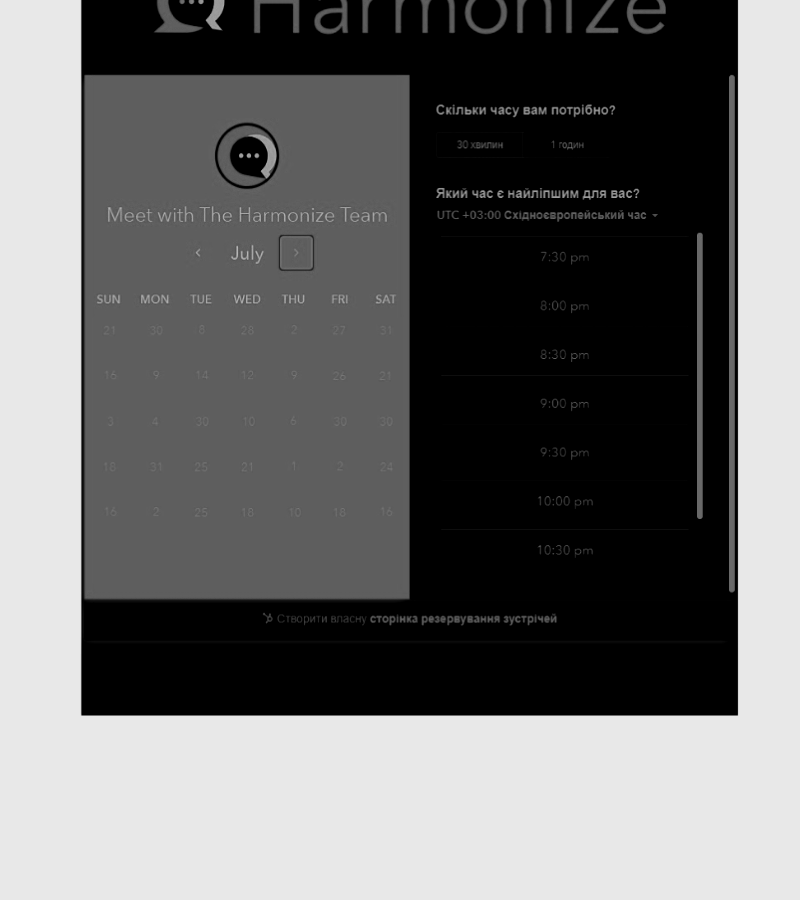 Harmonize
Meet with The Harmonize Team
July
SUN MON TUE WED THU FRI SAT
21 30 8 28 2 27 31
16 9 14 12 9 26 21
3 4 30 10 6 30 30
18 31 25 21 1 2 24
16 2 25 18 10 18 16
Скільки часу вам потрібно?
30 хвилин 1 годин
Який час є найліпшим для вас?
UTC +03:00 Східноєвропейський час
7:30 pm
8:00 pm
8:30 pm
9:00 pm
9:30 pm
10:00 pm
10:30 pm
Створити власну сторінка резервування зустрічей